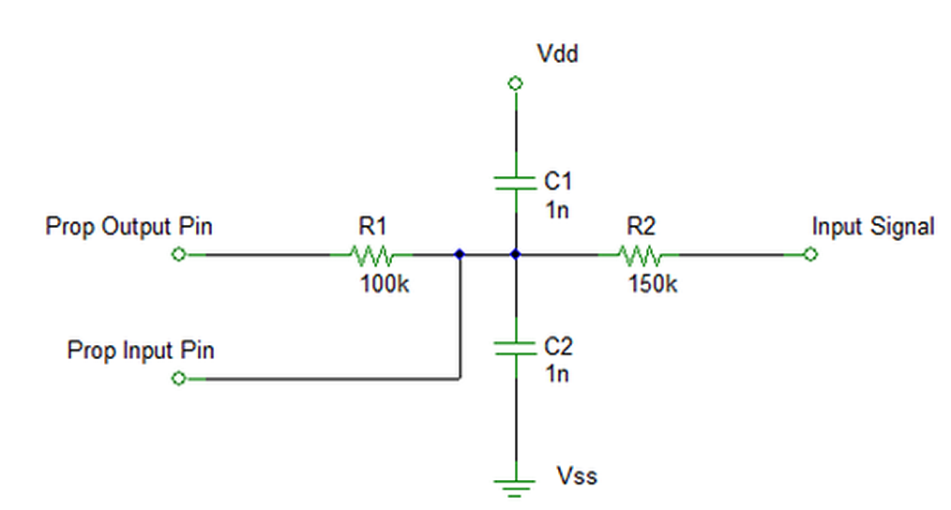 Vdd
C1
1n
Prop Output Pin
R1
100k
R2
150k
Input Signal
Prop Input Pin
C2
1n
Vss